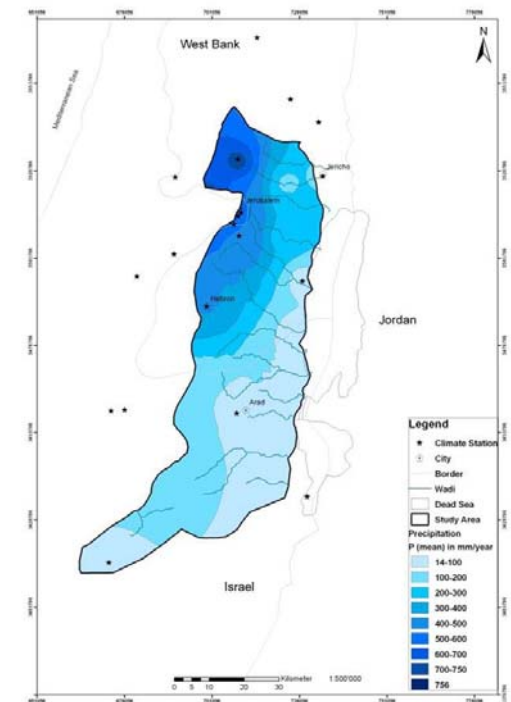 West Bank
N
Mediterranean Sea
Jericho
Jerusalem
Hebron
Jordan
Arad
Israel
Legend
Climate Station
City
Border
Wadi
Dead Sea
Study Area
Precipitation
P (mean) in mm/year
14-100
100-200
200-300
300-400
400-500
500-600
600-700
700-750
756
0 5 10 20 30 Kilometer 1:500'000